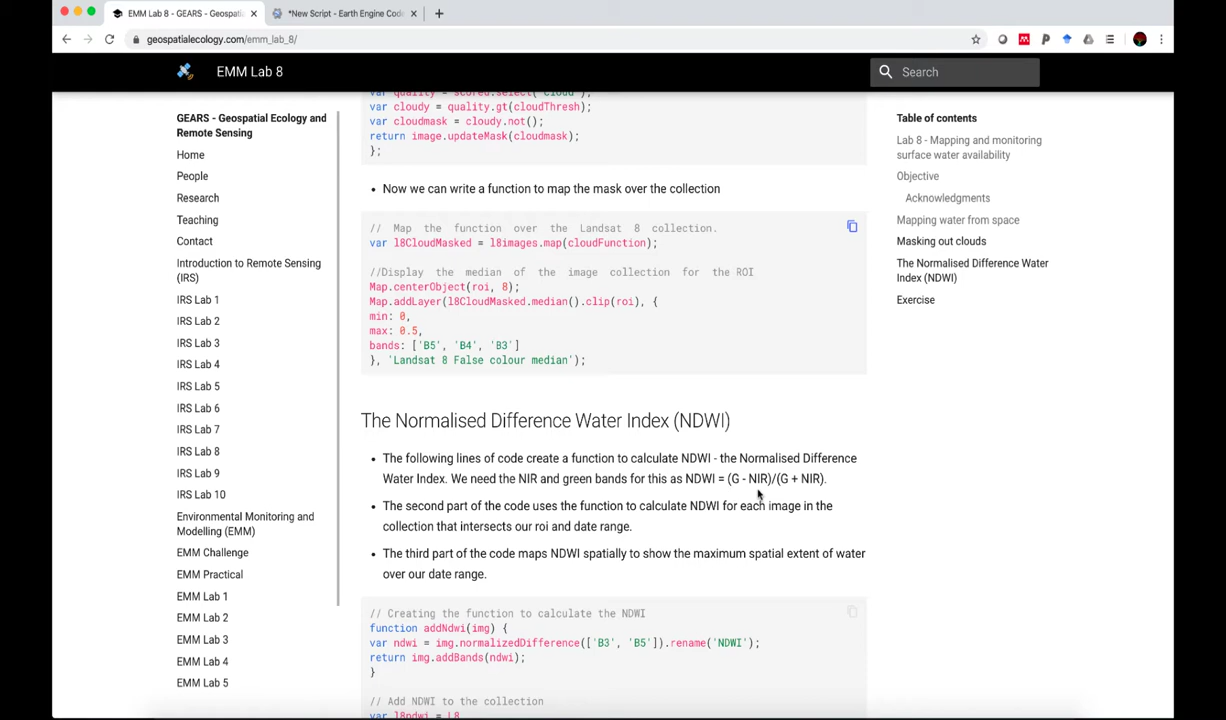 EMM Lab 8 - GEARS - Geospati
*New Script - Earth Engine Cod
geospatialecology.com/emm_lab_8/
EMM Lab 8
Search
GEARS - Geospatial Ecology and
Remote Sensing
Home
People
Research
Teaching
Contact
Introduction to Remote Sensing
(IRS)
IRS Lab 1
IRS Lab 2
IRS Lab 3
IRS Lab 4
IRS Lab 5
IRS Lab 6
IRS Lab 7
IRS Lab 8
IRS Lab 9
IRS Lab 10
Environmental Monitoring and
Modelling (EMM)
EMM Challenge
EMM Practical
EMM Lab 1
EMM Lab 2
EMM Lab 3
EMM Lab 4
EMM Lab 5
var quality = scored.select('cloud');
var cloudy = quality.gt(cloudThresh);
var cloudmask = cloudy.not();
return image.updateMask(cloudmask);
};
• Now we can write a function to map the mask over the collection
// Map the function over the Landsat 8 collection.
var l8CloudMasked = l8images.map(cloudFunction);
//Display the median of the image collection for the ROI
Map.centerObject(roi, 8);
Map.addLayer(l8CloudMasked.median().clip(roi), {
min: 0,
max: 0.5,
bands: ['B5', 'B4', 'B3']
}, 'Landsat 8 False colour median');
The Normalised Difference Water Index (NDWI)
• The following lines of code create a function to calculate NDWI - the Normalised Difference
Water Index. We need the NIR and green bands for this as NDWI = (G - NIR)/(G + NIR).
• The second part of the code uses the function to calculate NDWI for each image in the
collection that intersects our roi and date range.
• The third part of the code maps NDWI spatially to show the maximum spatial extent of water
over our date range.
// Creating the function to calculate the NDWI
function addNdwi(img) {
var ndwi = img.normalizedDifference(['B3', 'B5']).rename('NDWI');
return img.addBands(ndwi);
}
// Add NDWI to the collection
var l8ndwi = L8
Table of contents
Lab 8 - Mapping and monitoring
surface water availability
Objective
Acknowledgments
Mapping water from space
Masking out clouds
The Normalised Difference Water
Index (NDWI)
Exercise